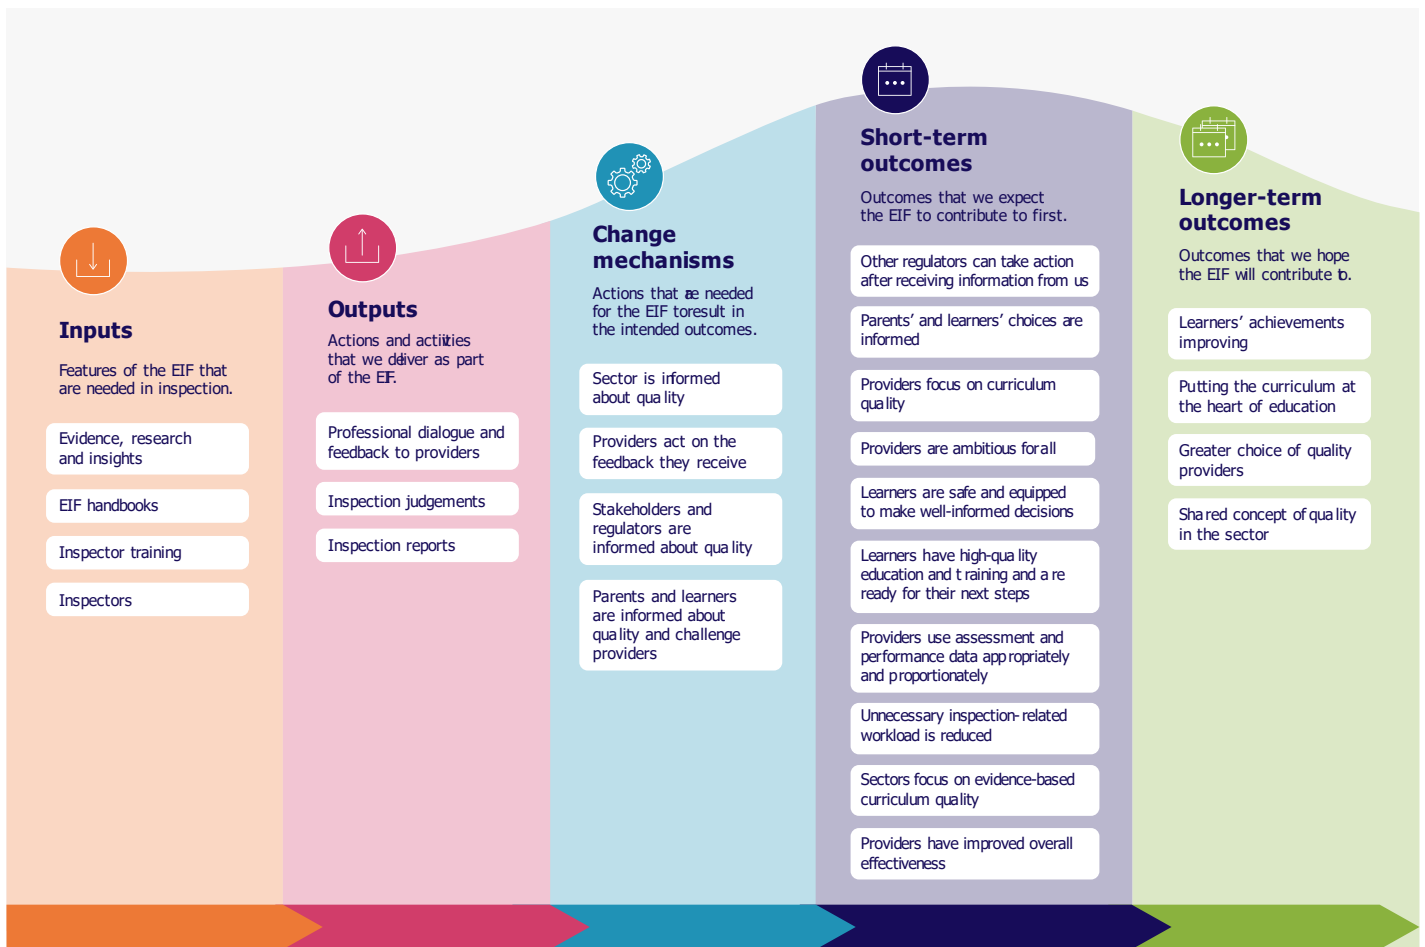 Inputs
Features of the EIF that
are needed in inspection.
Evidence, research
and insights
EIF handbooks
Inspector training
Inspectors
Outputs
Actions and activities
that we deliver as part
of the EIF.
Professional dialogue and
feedback to providers
Inspection judgements
Inspection reports
Change
mechanisms
Actions that are needed
for the EIF to result in
the intended outcomes.
Sector is informed
about quality
Providers act on the
feedback they receive
Stakeholders and
regulators are
informed about quality
Parents and learners
are informed about
quality and challenge
providers
Short-term
outcomes
Outcomes that we expect
the EIF to contribute to first.
Other regulators can take action
after receiving information from us
Parents’ and learners’ choices are
informed
Providers focus on curriculum
quality
Providers are ambitious for all
Learners are safe and equipped
to make well-informed decisions
Learners have high-quality
education and training and are
ready for their next steps
Providers use assessment and
performance data appropriately
and proportionately
Unnecessary inspection-related
workload is reduced
Sectors focus on evidence-based
curriculum quality
Providers have improved overall
effectiveness
Longer-term
outcomes
Outcomes that we hope
the EIF will contribute to.
Learners’ achievements
improving
Putting the curriculum at
the heart of education
Greater choice of quality
providers
Shared concept of quality
in the sector